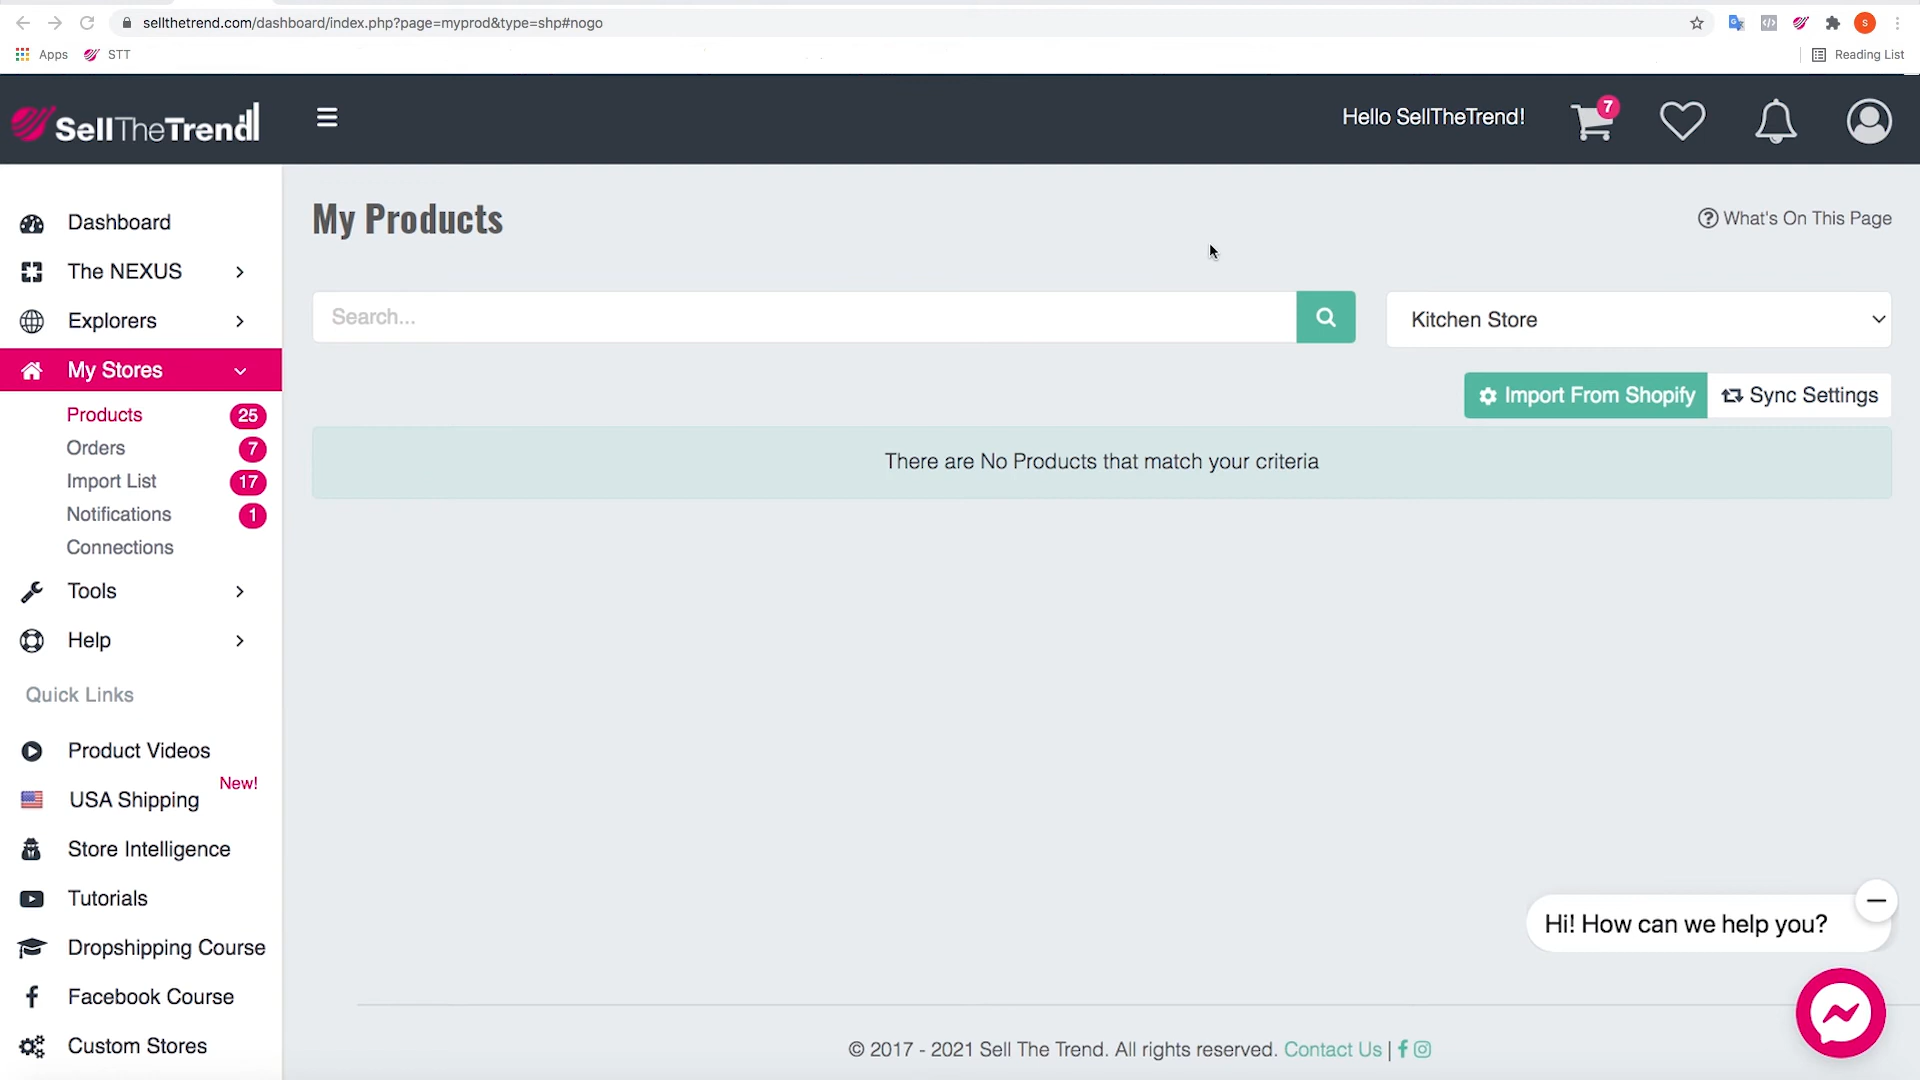 sellthetrend.com/dashboard/index.php?page=myprod&type=shp#nogo
S
Apps
STT
Reading List
SellTheTrend
Hello SellTheTrend!
7
Dashboard
The NEXUS
Explorers
My Stores
Products 25
Orders 7
Import List 17
Notifications 1
Connections
Tools
Help
Quick Links
Product Videos
New!
USA Shipping
Store Intelligence
Tutorials
Dropshipping Course
Facebook Course
Custom Stores
My Products
What's On This Page
Search...
Kitchen Store
Import From Shopify
Sync Settings
There are No Products that match your criteria
Hi! How can we help you?
© 2017 - 2021 Sell The Trend. All rights reserved. Contact Us |